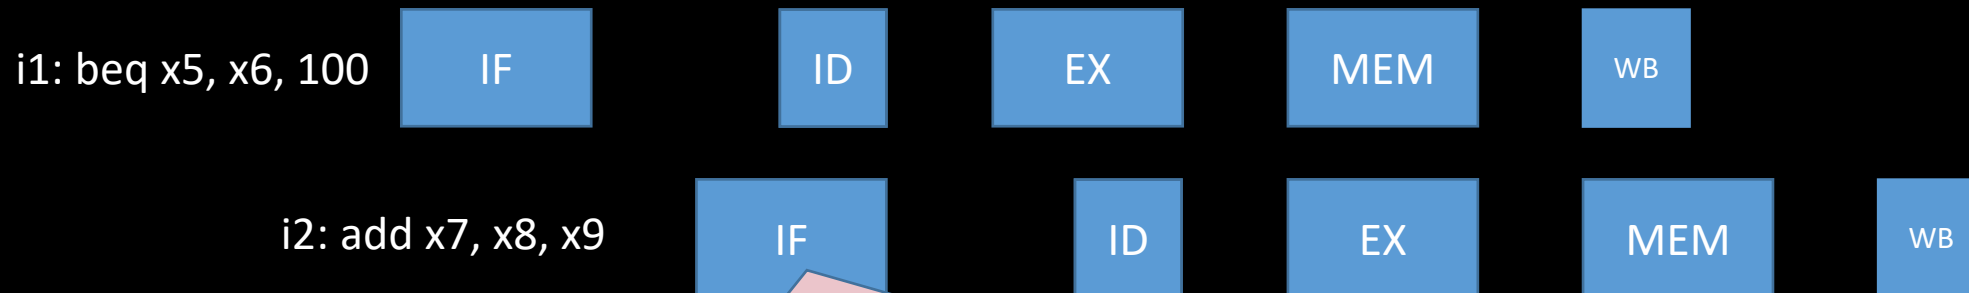 i1: beq x5, x6, 100 IF ID EX MEM WB
i2: add x7, x8, x9 IF ID EX MEM WB